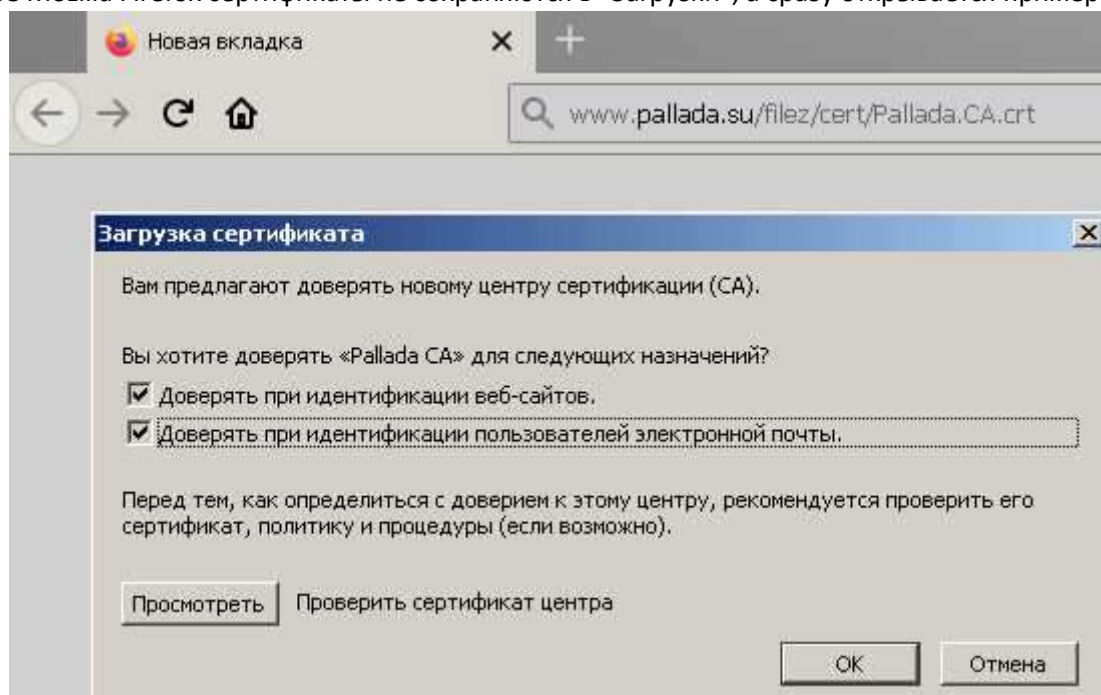 Новая вкладка
www.pallada.su/filez/cert/Pallada.CA.crt
Загрузка сертификата
Вам предлагают доверять новому центру сертификации (CA).
Вы хотите доверять «Pallada CA» для следующих назначений?
Доверять при идентификации веб-сайтов.
Доверять при идентификации пользователей электронной почты.
Перед тем, как определиться с доверием к этому центру, рекомендуется проверить его
сертификат, политику и процедуры (если возможно).
Просмотреть Проверить сертификат центра
OK Отмена